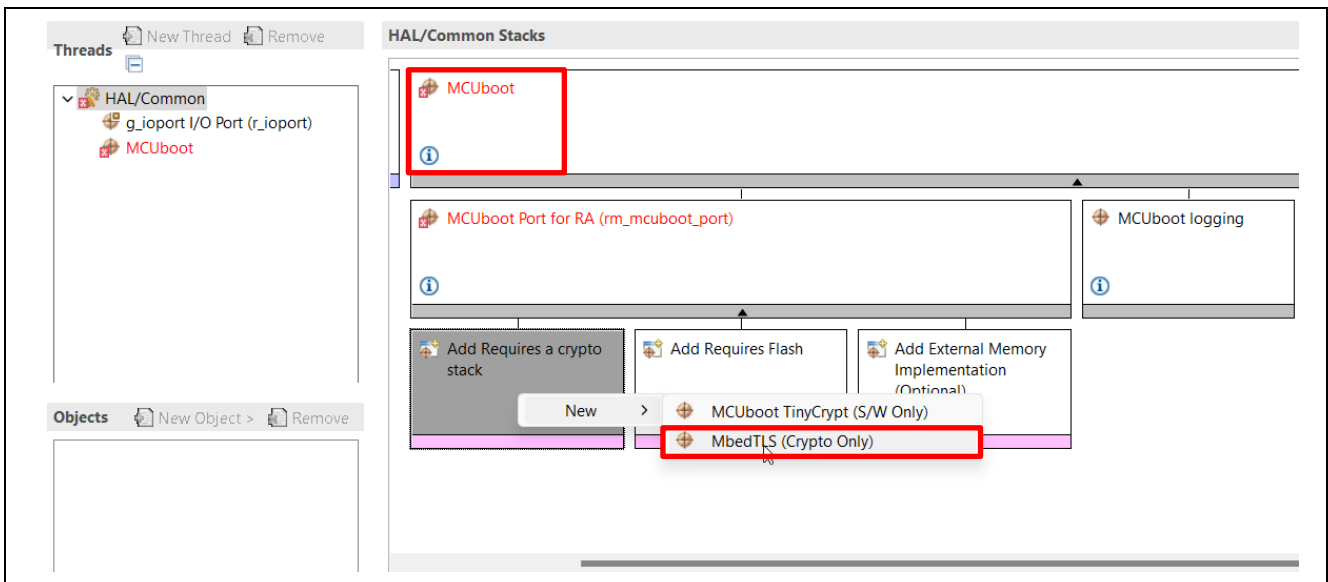 Threads
New Thread
Remove
HAL/Common
g_ioport I/O Port (r_ioport)
MCUboot
Objects
New Object >
Remove
HAL/Common Stacks
MCUboot
MCUboot Port for RA (rm_mcuboot_port)
MCUboot logging
Add Requires a crypto
stack
Add Requires Flash
Add External Memory
Implementation
(Optional)
New
MCUboot TinyCrypt (S/W Only)
MbedTLS (Crypto Only)